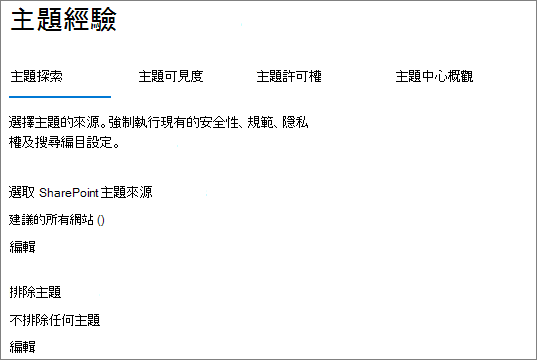 主題經驗
主題探索 主題可見度 主題許可權 主題中心概觀
選擇主題的來源。強制執行現有的安全性、規範、隱私
權及搜尋編目設定。
選取 SharePoint 主題來源
建議的所有網站 ()
編輯
排除主題
不排除任何主題
編輯